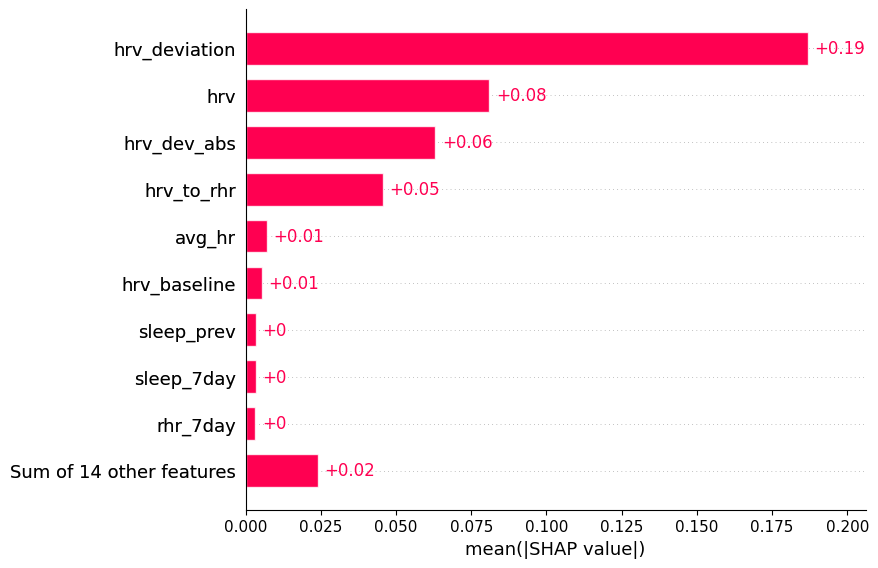 hrv_deviation +0.19
hrv +0.08
hrv_dev_abs +0.06
hrv_to_rhr +0.05
avg_hr +0.01
hrv_baseline +0.01
sleep_prev +0
sleep_7day +0
rhr_7day +0
Sum of 14 other features +0.02
0.000 0.025 0.050 0.075 0.100 0.125 0.150 0.175 0.200
mean(|SHAP value|)